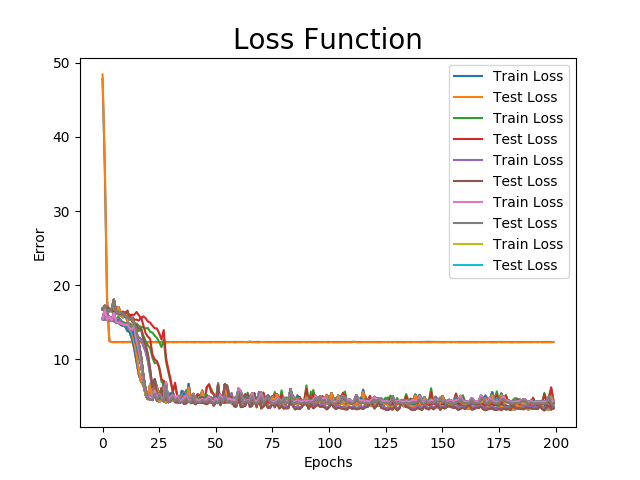 Loss Function
50
40
30
20
10
Error
0
25
50
75
100
125
150
175
200
Epochs
Train Loss
Test Loss
Train Loss
Test Loss
Train Loss
Test Loss
Train Loss
Test Loss
Train Loss
Test Loss